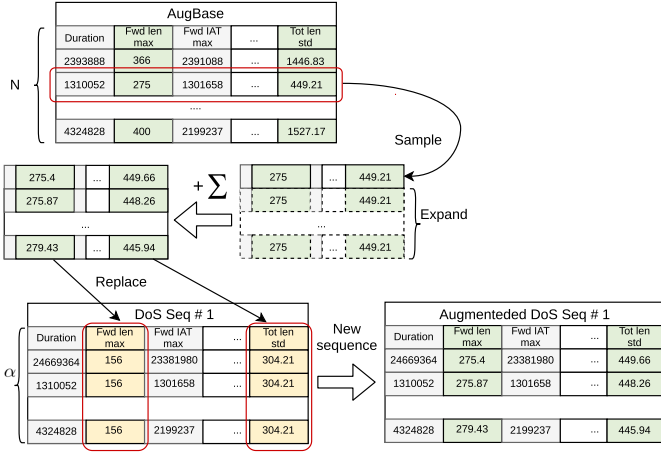 AugBase
Duration Fwd len max Fwd IAT max ... Tot len std
2393888 366 2391088 ... 1446.83
N
1310052 275 1301658 ... 449.21
....
4324828 400 2199237 ... 1527.17
Sample
275.4 ... 449.66
275.87 ... 448.26
...
279.43 ... 445.94
+ Σ
275 ... 449.21
275 ... 449.21
...
275 ... 449.21
Expand
Replace
DoS Seq # 1
Duration Fwd len max Fwd IAT max ... Tot len std
24669364 156 23381980 ... 304.21
α
1310052 156 1301658 ... 304.21
4324828 156 2199237 ... 304.21
New
sequence
Augmenteded DoS Seq # 1
Duration Fwd len max Fwd IAT max ... Tot len std
24669364 275.4 23381980 ... 449.66
1310052 275.87 1301658 ... 448.26
4324828 279.43 2199237 ... 445.94